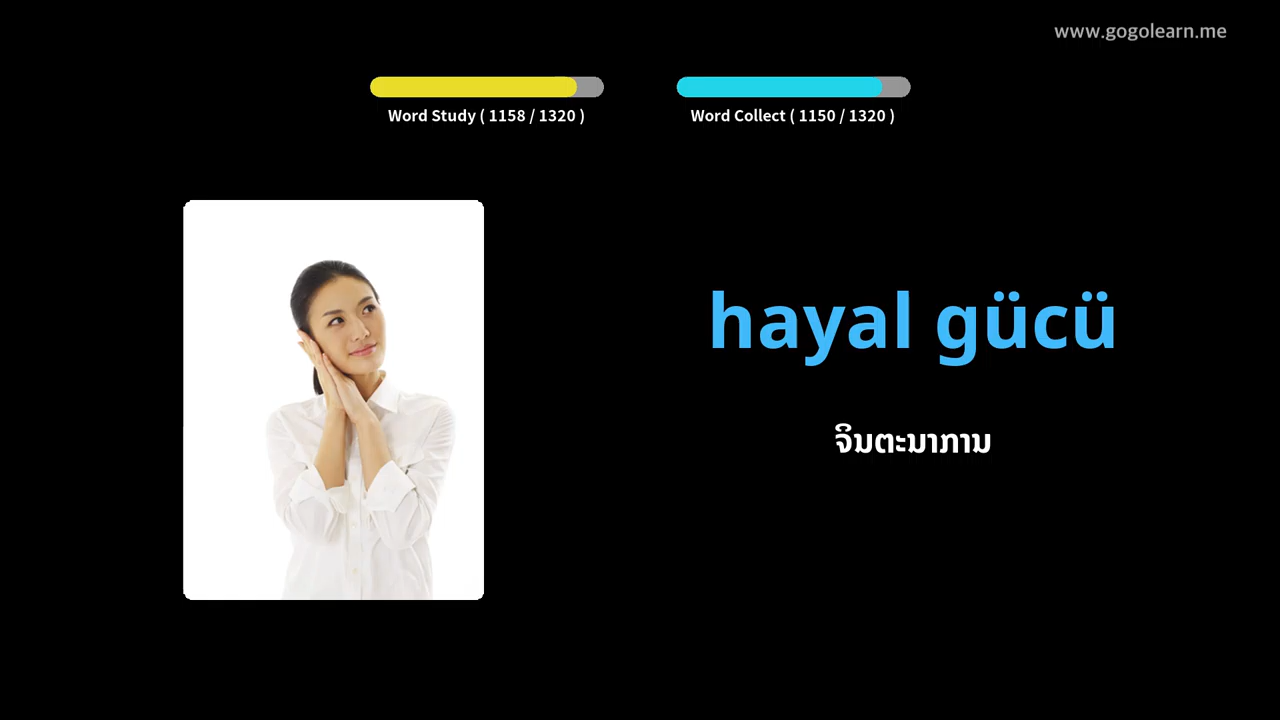 www.gogolearn.me
Word Study ( 1158 / 1320 )
Word Collect ( 1150 / 1320 )
hayal gücü
ຈິນຕະນາການ